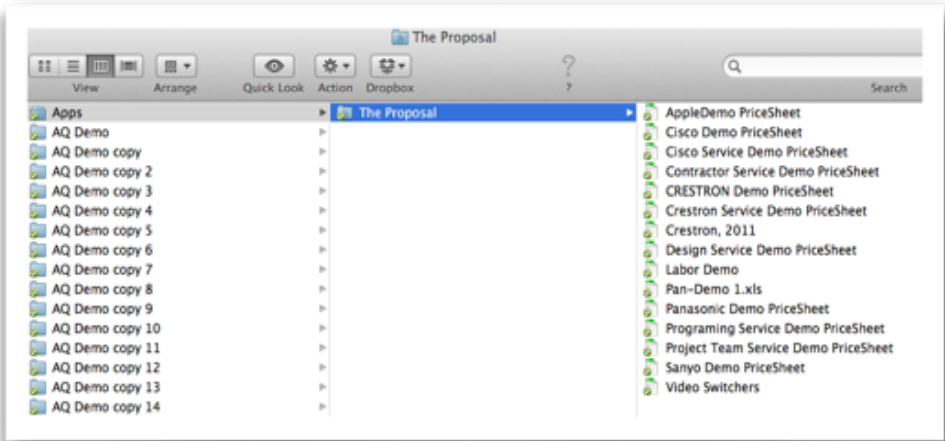 The Proposal
View
Arrange
Quick Look
Action
Dropbox
?
?
Search
Apps
AQ Demo
AQ Demo copy
AQ Demo copy 2
AQ Demo copy 3
AQ Demo copy 4
AQ Demo copy 5
AQ Demo copy 6
AQ Demo copy 7
AQ Demo copy 8
AQ Demo copy 9
AQ Demo copy 10
AQ Demo copy 11
AQ Demo copy 12
AQ Demo copy 13
AQ Demo copy 14
The Proposal
AppleDemo PriceSheet
Cisco Demo PriceSheet
Cisco Service Demo PriceSheet
Contractor Service Demo PriceSheet
CRESTRON Demo PriceSheet
Crestron Service Demo PriceSheet
Crestron, 2011
Design Service Demo PriceSheet
Labor Demo
Pan-Demo 1.xls
Panasonic Demo PriceSheet
Programing Service Demo PriceSheet
Project Team Service Demo PriceSheet
Sanyo Demo PriceSheet
Video Switchers